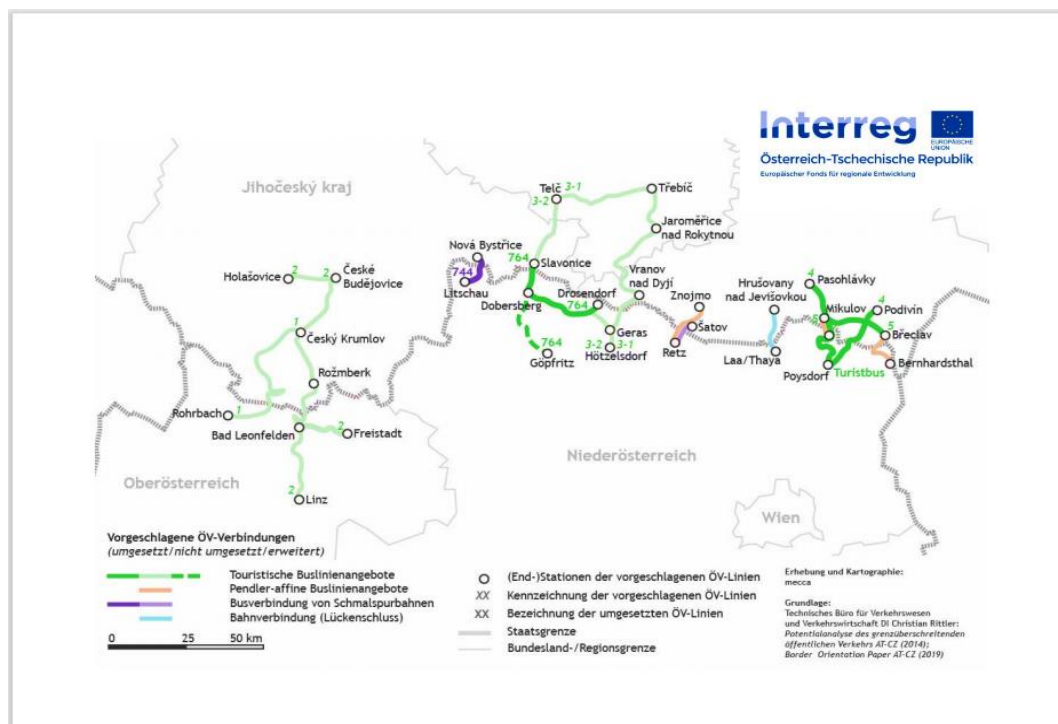 Interreg
EUROPÄISCHE
UNION
Österreich-Tschechische Republik
Europäischer Fonds für regionale Entwicklung
Jihočeský kraj
Telč
3-1
3-2
Třebíč
Jaroměřice
nad Rokytnou
Nová Bystřice
744
Litschau
764
Slavonice
Holašovice
2
2
České
Budějovice
Dobersberg
Drosendorf
764
Vranov
nad Dyjí
Znojmo
Hrušovany
nad Jevišovkou
4
Pasohlávky
Mikulov
4
Podivín
5
5
Břeclav
1
Český Krumlov
Geras
3-2
3-1
Hötzelsdorf
764
Göpfritz
Šatov
Retz
Laa/Thaya
Bernhardsthal
Poysdorf
Turistbus
Rožmberk
Rohrbach
1
Bad Leonfelden
2
Freistadt
Niederösterreich
Oberösterreich
2
Linz
Wien
Vorgeschlagene ÖV-Verbindungen
(umgesetzt/nicht umgesetzt/erweitert)
Touristische Buslinienangebote
Pendler-affine Buslinienangebote
Busverbindung von Schmalspurbahnen
Bahnverbindung (Lückenschluss)
0 25 50 km
(End-)Stationen der vorgeschlagenen ÖV-Linien
XX Kennzeichnung der vorgeschlagenen ÖV-Linien
XX Bezeichnung der umgesetzten ÖV-Linien
Staatsgrenze
Bundesland-/Regionsgrenze
Erhebung und Kartographie:
mecca
Grundlage:
Technisches Büro für Verkehrswesen
und Verkehrswirtschaft DI Christian Rittler:
Potentialanalyse des grenzüberschreitenden
öffentlichen Verkehrs AT-CZ (2014);
Border Orientation Paper AT-CZ (2019)